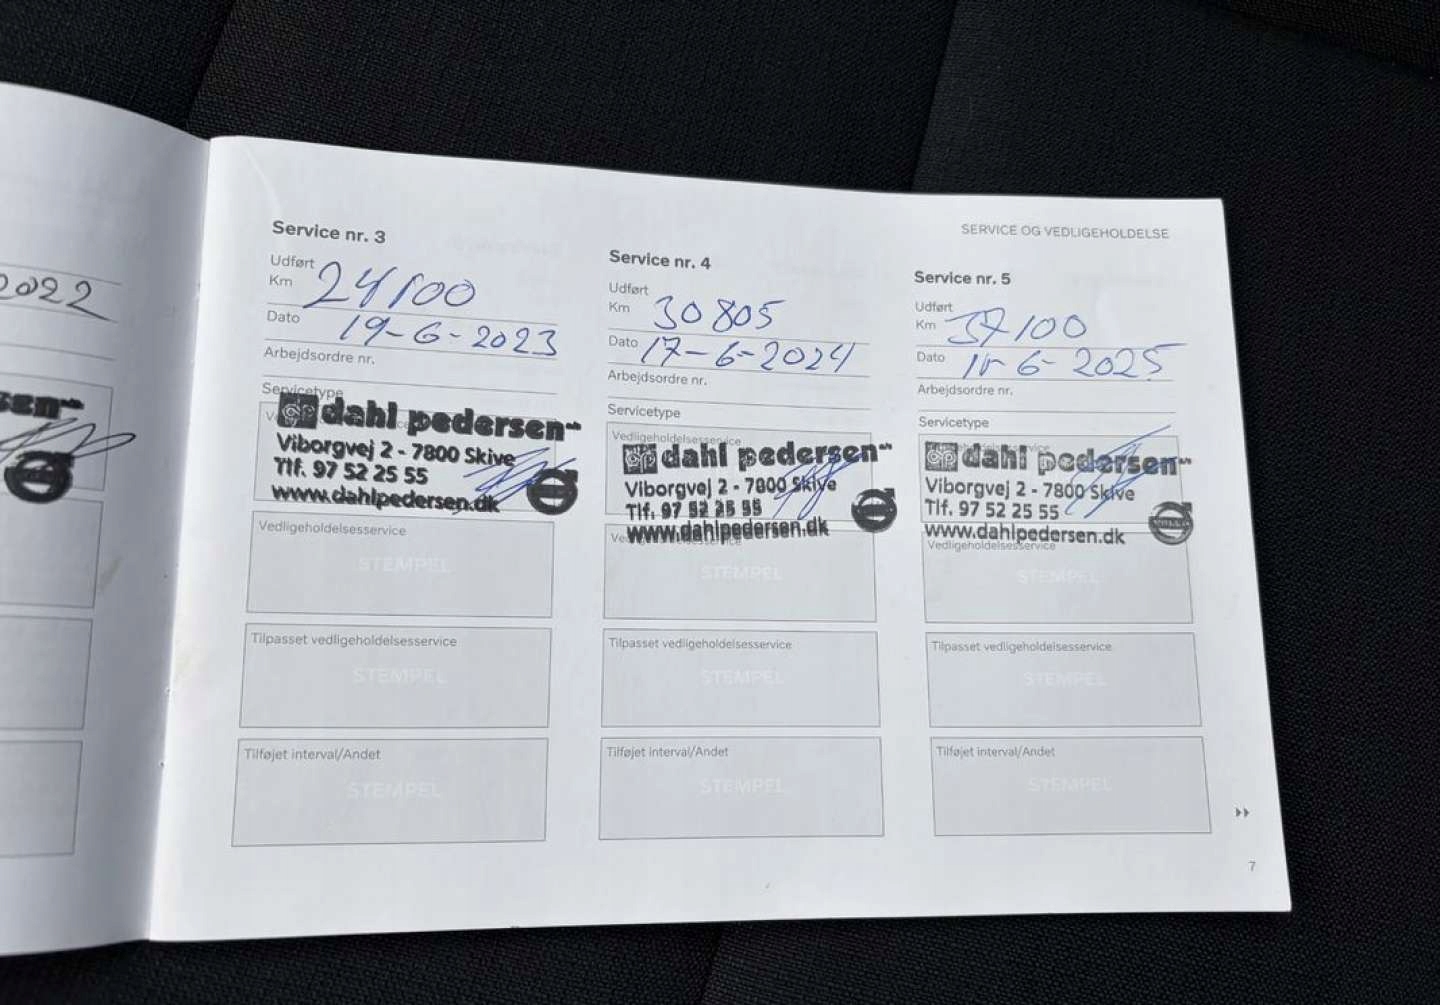 2022
SERVICE OG VEDLIGEHOLDELSE
Service nr. 3
Udført
Km 24100
Dato 19-6-2023
Arbejdsordre nr.
Servicetype
dahl pedersen
Viborgvej 2 - 7800 Skive
Tlf. 97 52 25 55
www.dahlpedersen.dk
Vedligeholdelsesservice
STEMPEL
Tilpasset vedligeholdelsesservice
STEMPEL
Tilføjet interval/Andet
STEMPEL
Service nr. 4
Udført
Km 30805
Dato 17-6-2024
Arbejdsordre nr.
Servicetype
Vedligeholdelsesservice
dahl pedersen
Viborgvej 2 - 7800 Skive
Tlf. 97 52 25 55
www.dahlpedersen.dk
STEMPEL
Tilpasset vedligeholdelsesservice
STEMPEL
Tilføjet interval/Andet
STEMPEL
Service nr. 5
Udført
Km 37100
Dato 6-2025
Arbejdsordre nr.
Servicetype
dahl pedersen
Viborgvej 2 - 7800 Skive
Tlf. 97 52 25 55
VOLVO
www.dahlpedersen.dk
Vedligeholdelsesservice
STEMPEL
Tilpasset vedligeholdelsesservice
STEMPEL
Tilføjet interval/Andet
STEMPEL
7